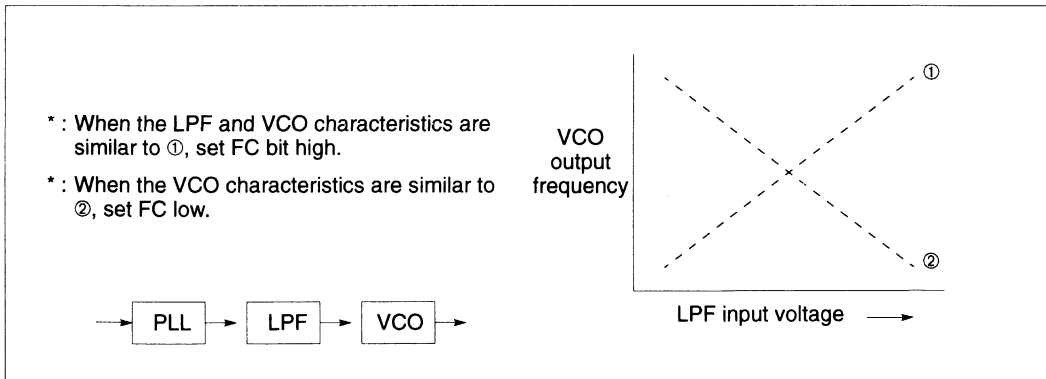 * : When the LPF and VCO characteristics are
similar to ①, set FC bit high.
* : When the VCO characteristics are similar to
②, set FC low.
PLL
LPF
VCO
VCO
output
frequency
①
②
LPF input voltage